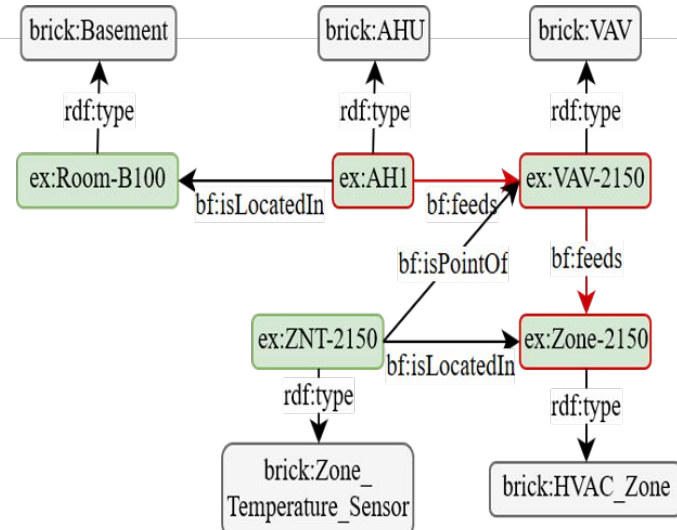 brick:Basement
brick:AHU
brick:VAV
rdf:type
rdf:type
rdf:type
ex:Room-B100
ex:AH1
ex:VAV-2150
bf:isLocatedIn
bf:feeds
bf:isPointOf
bf:feeds
ex:ZNT-2150
ex:Zone-2150
bf:isLocatedIn
rdf:type
rdf:type
brick:Zone_
Temperature_Sensor
brick:HVAC_Zone